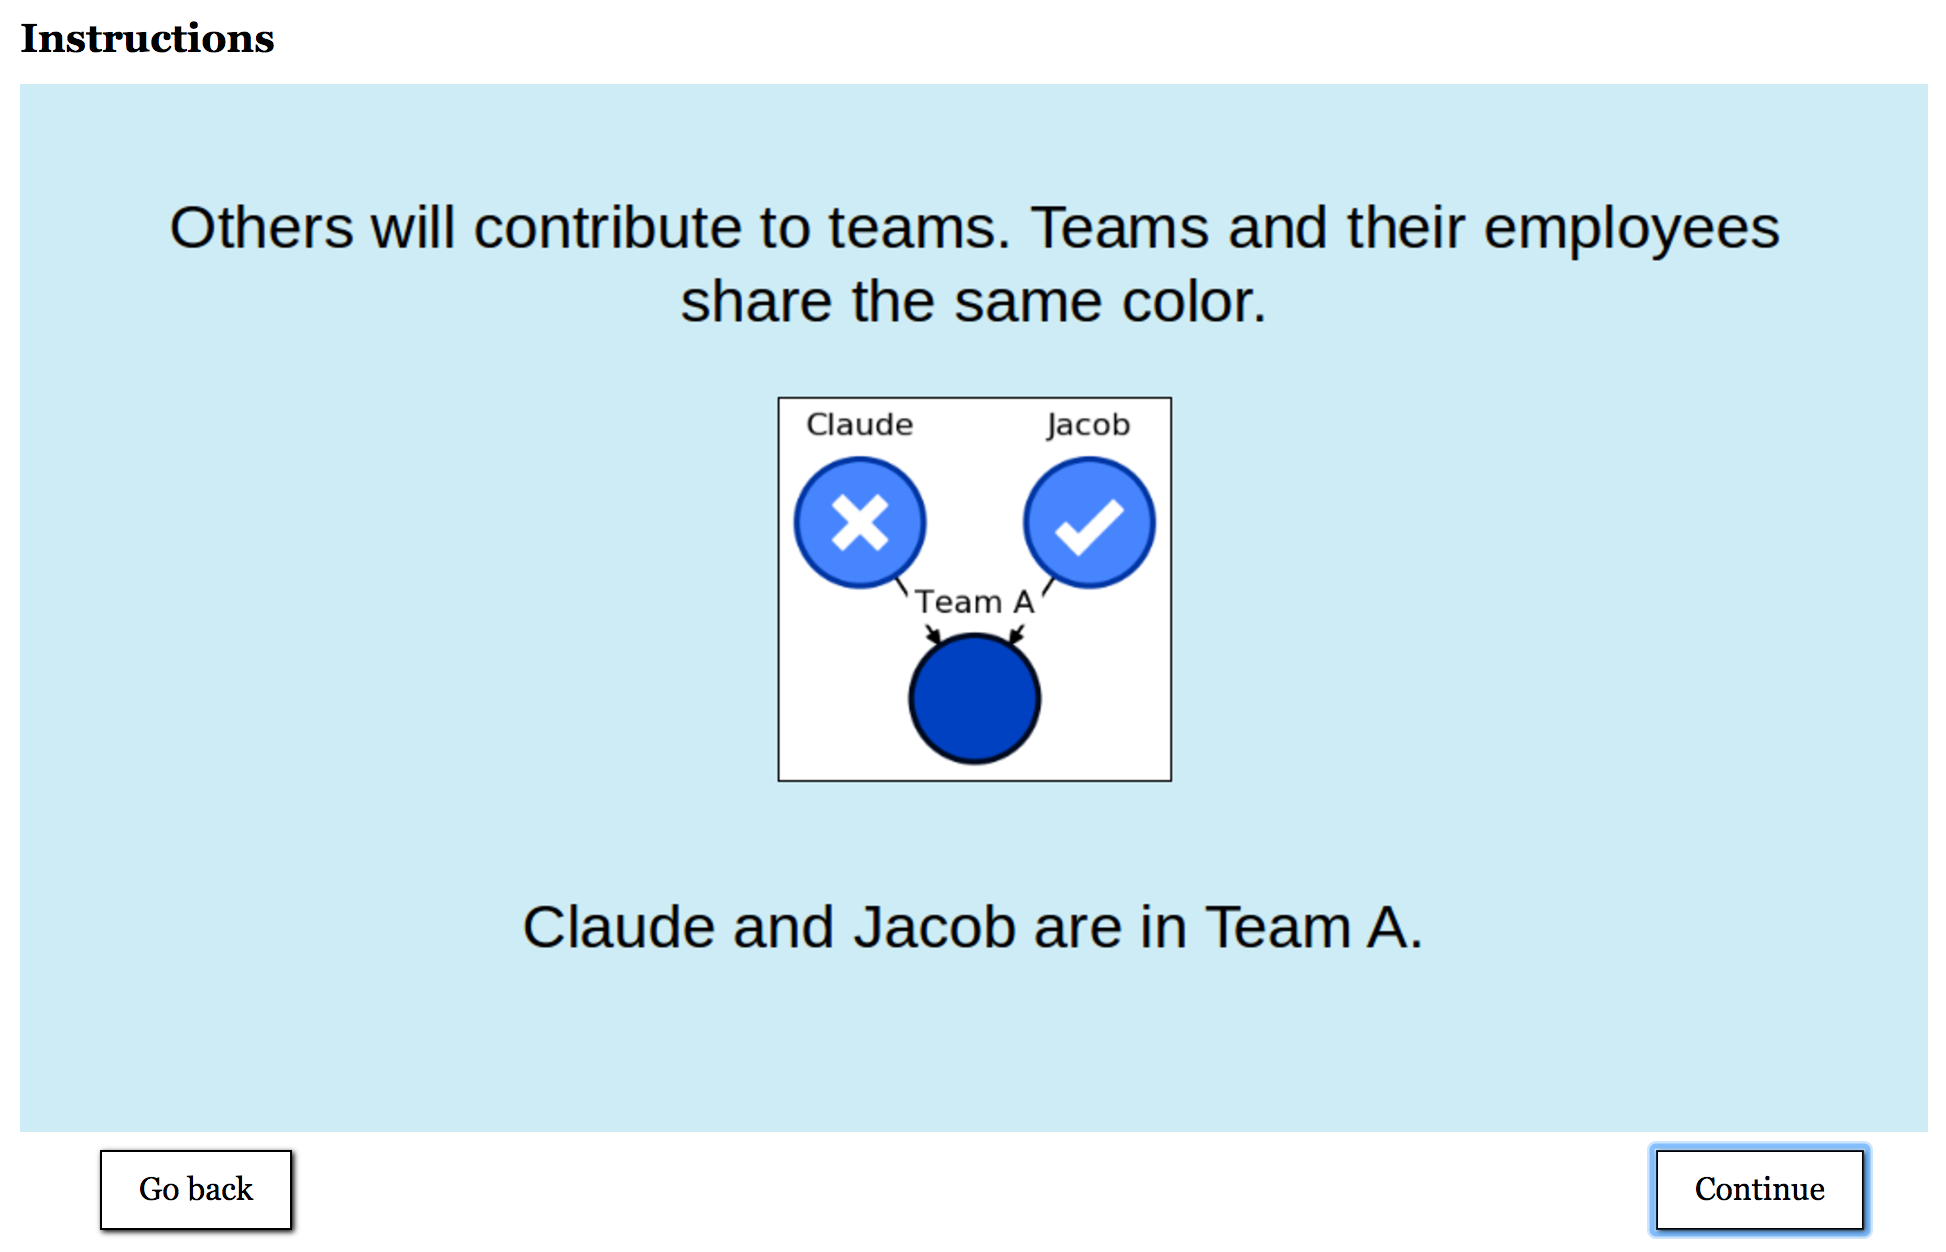 Instructions
Others will contribute to teams. Teams and their employees
share the same color.
Claude Jacob
Team A
Claude and Jacob are in Team A.
Go back Continue